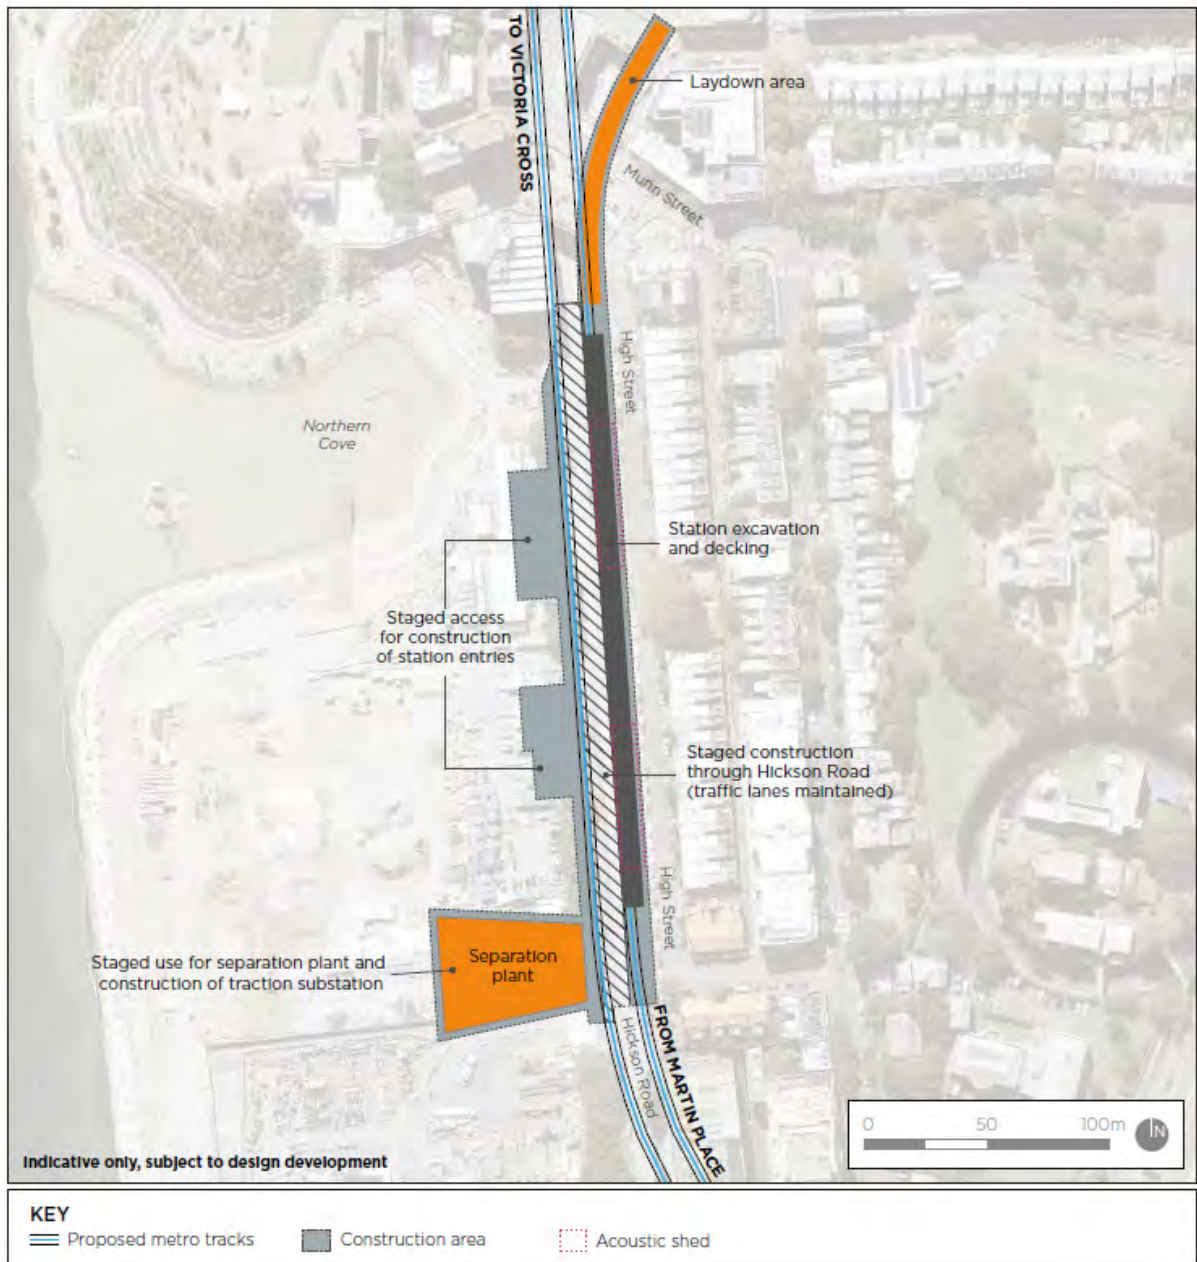 TO VICTORIA CROSS
Laydown area
Munn Street
High Street
Northern
Cove
Station excavation
and decking
Staged access
for construction
of station entries
Staged construction
through Hickson Road
(traffic lanes maintained)
High Street
Staged use for separation plant and
construction of traction substation
Separation
plant
Hickson Road
FROM MARTIN PLACE
0 50 100m
N
Indicative only, subject to design development
KEY
Proposed metro tracks
Construction area
Acoustic shed